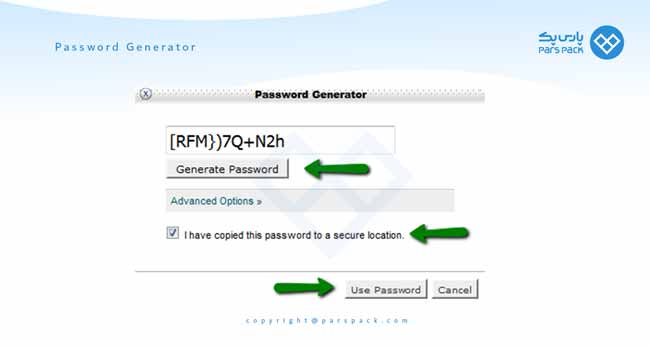 Password Generator
پارس پک
PARS PACK
X
Password Generator
[RFM})7Q+N2h
Generate Password
Advanced Options »
I have copied this password to a secure location.
Use Password
Cancel
copyright@parspack.com